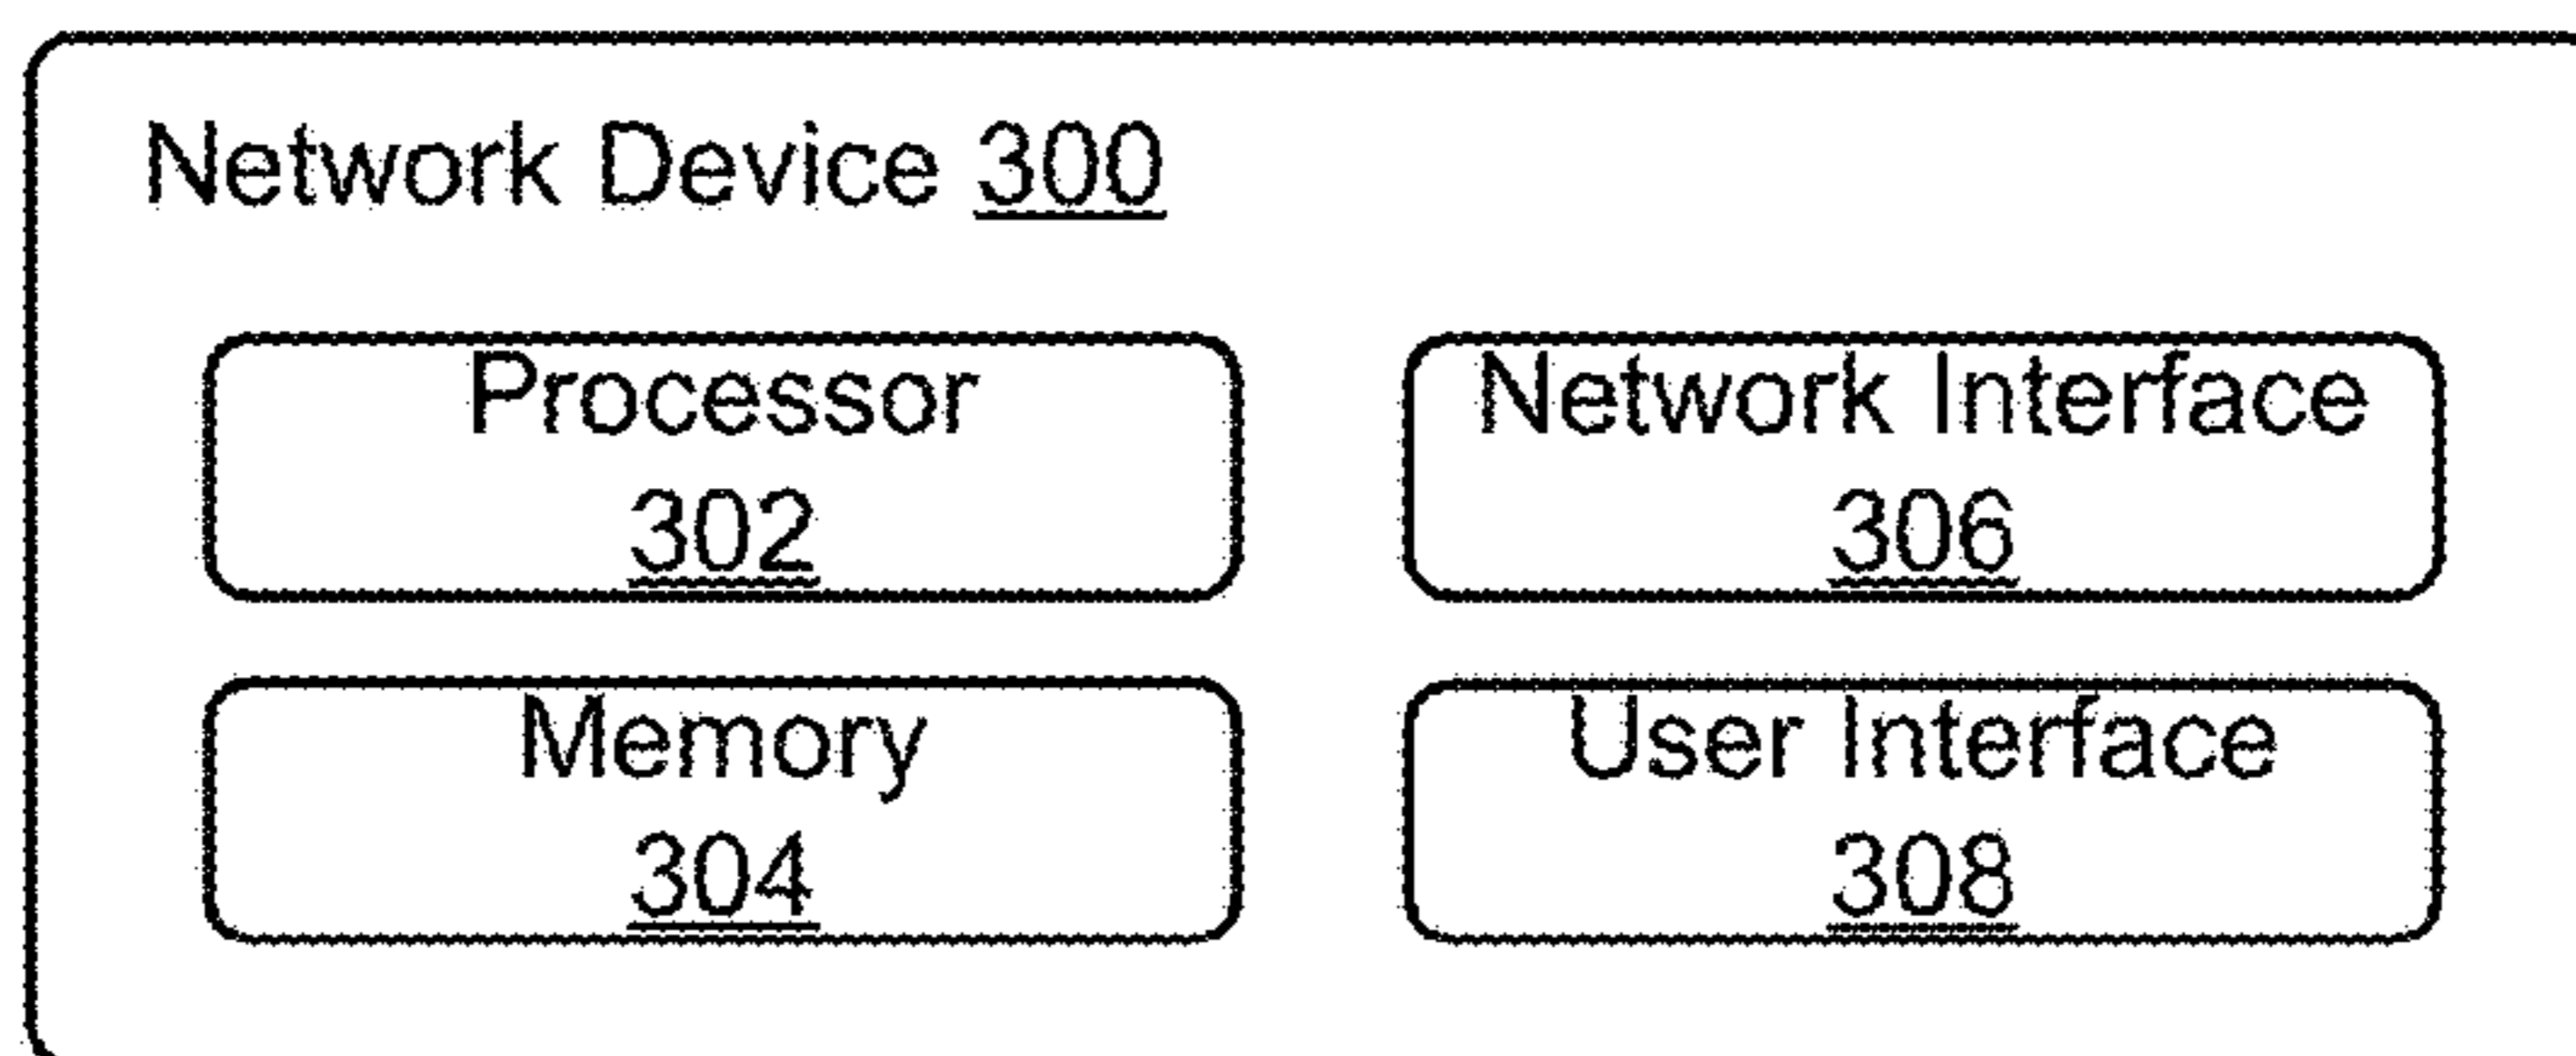 Network Device 300
Processor
302
Network Interface
306
Memory
304
User Interface
308